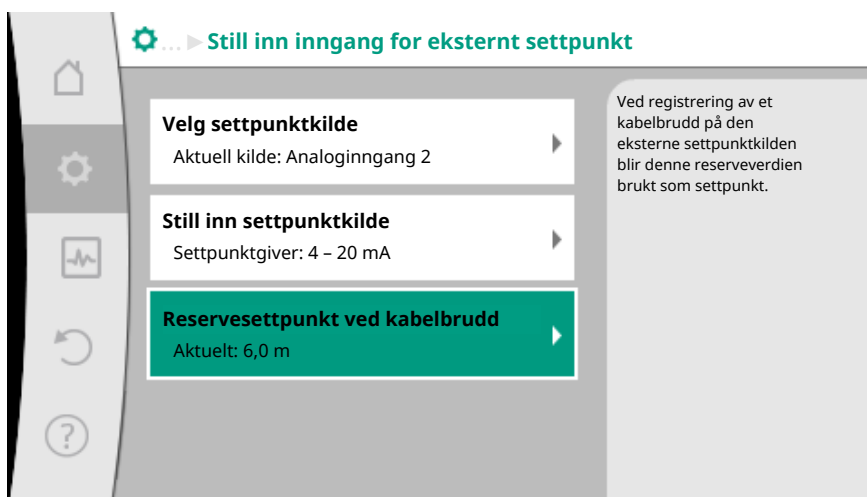 ... Still inn inngang for eksternt settpunkt
Velg settpunktkilde
Aktuell kilde: Analoginngang 2
Still inn settpunktkilde
Settpunktgiver: 4 – 20 mA
Reservesettpunkt ved kabelbrudd
Aktuelt: 6,0 m
Ved registrering av et
kabelbrudd på den
eksterne settpunktkilden
blir denne reserveverdien
brukt som settpunkt.
?